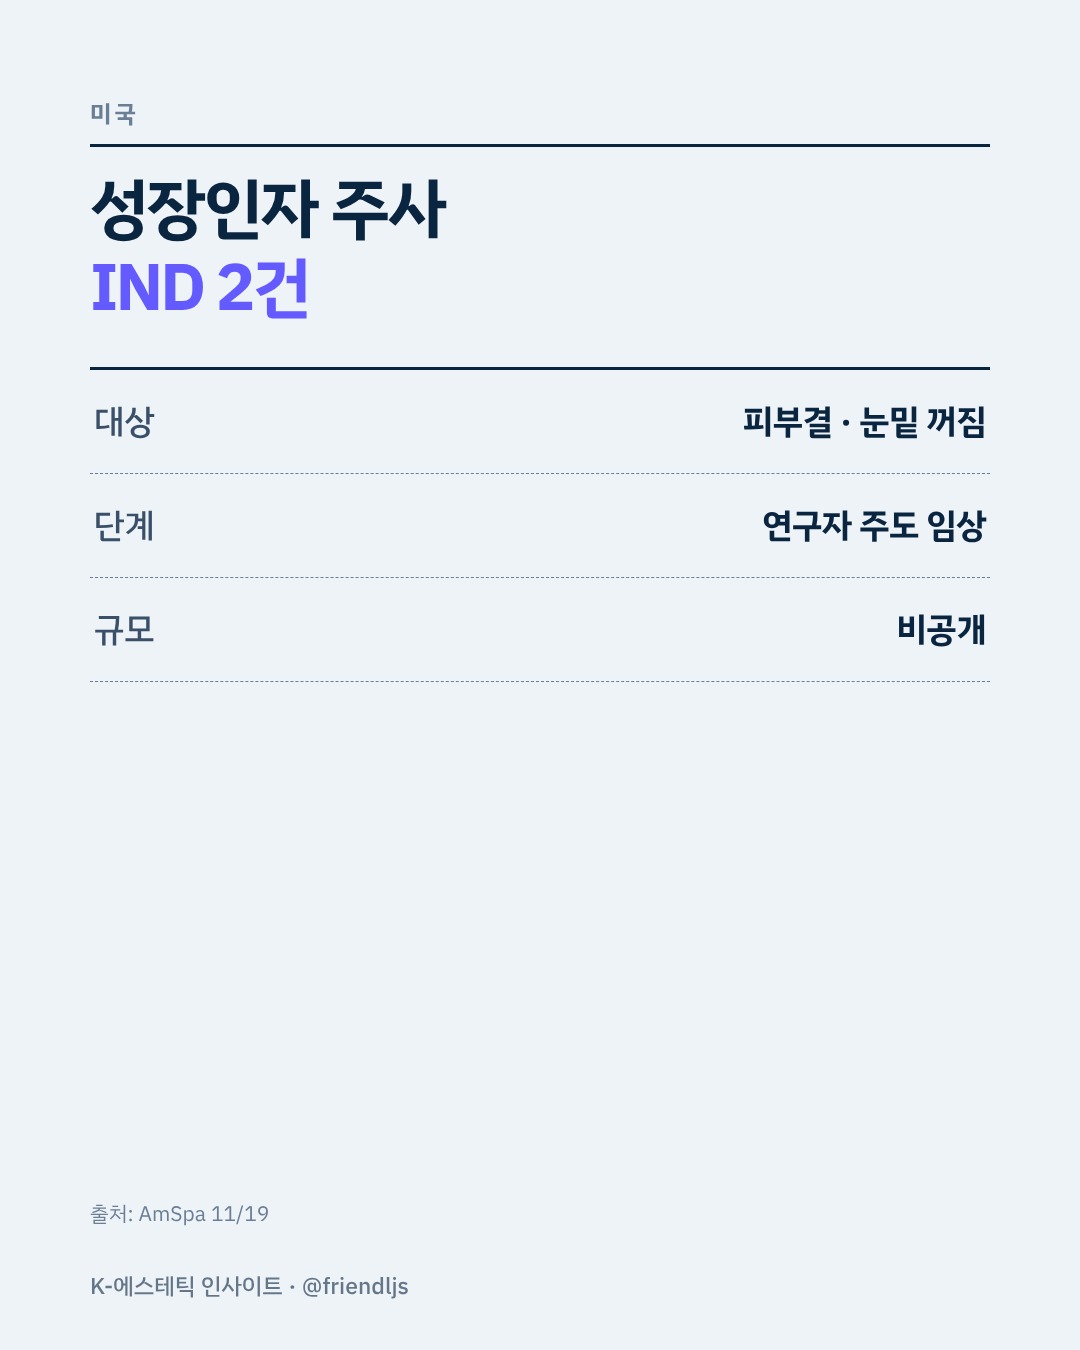 미국
성장인자 주사
IND 2건
대상 피부결 · 눈밑 꺼짐
단계 연구자 주도 임상
규모 비공개
출처: AmSpa 11/19
K-에스테틱 인사이트 · @friendljs